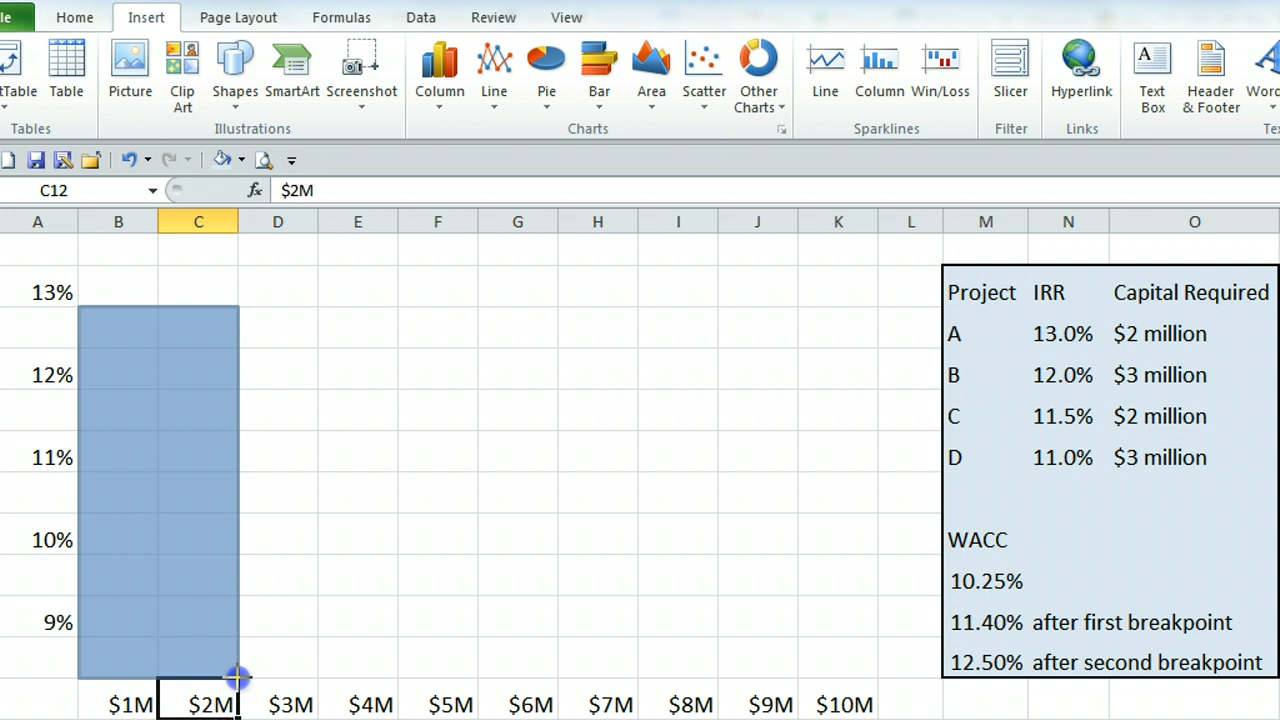 le Home Insert Page Layout Formulas Data Review View
tTable Table Picture Clip Art Shapes SmartArt Screenshot Column Line Pie Bar Area Scatter Other Charts Line Column Win/Loss Slicer Hyperlink Text Box Header & Footer Word
Tables Illustrations Charts Sparklines Filter Links Tex
C12 fx $2M
A B C D E F G H I J K L M N O
13% Project IRR Capital Required
A 13.0% $2 million
12% B 12.0% $3 million
C 11.5% $2 million
11% D 11.0% $3 million
10% WACC
10.25%
9% 11.40% after first breakpoint
12.50% after second breakpoint
$1M $2M $3M $4M $5M $6M $7M $8M $9M $10M